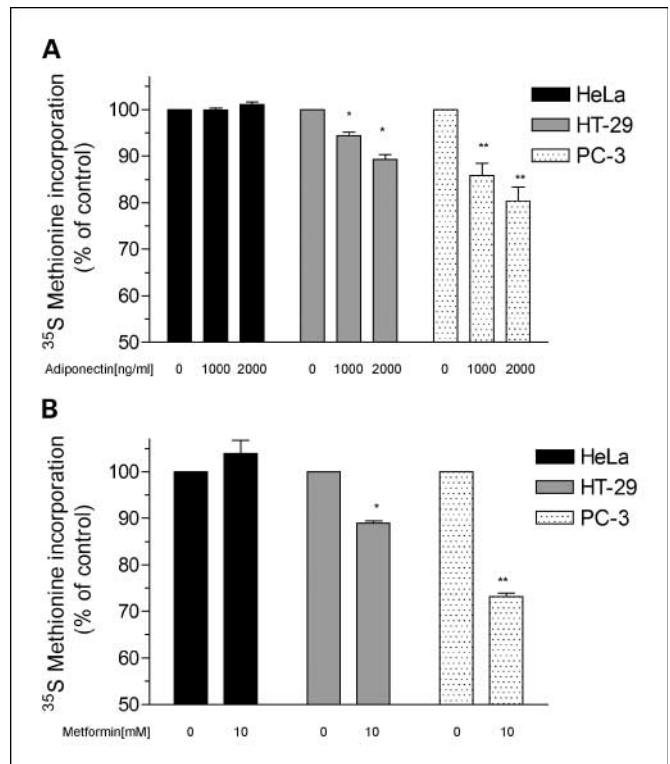 A
35S Methionine incorporation
(% of control)
100
90
80
70
60
50
* * ** **
HeLa
HT-29
PC-3
Adiponectin[ng/ml] 0 1000 2000 0 1000 2000 0 1000 2000
B
35S Methionine incorporation
(% of control)
100
90
80
70
60
50
* **
HeLa
HT-29
PC-3
Metformin[mM] 0 10 0 10 0 10